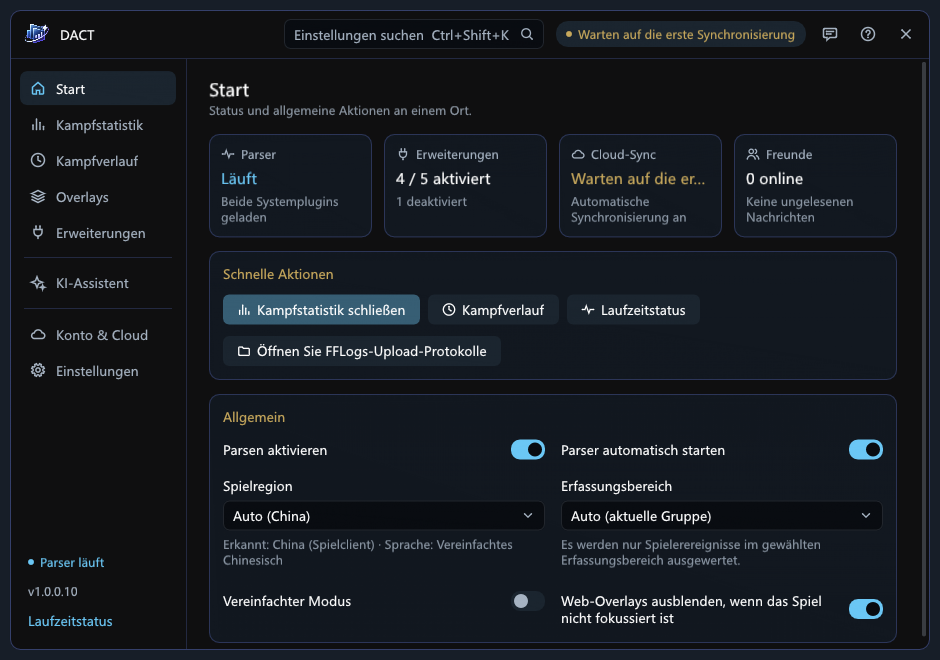 DACT
Einstellungen suchen Ctrl+Shift+K
Warten auf die erste Synchronisierung
Start
Kampfstatistik
Kampfverlauf
Overlays
Erweiterungen
KI-Assistent
Konto & Cloud
Einstellungen
Parser läuft
v1.0.0.10
Laufzeitstatus
Start
Status und allgemeine Aktionen an einem Ort.
Parser
Läuft
Beide Systemplugins
geladen
Erweiterungen
4 / 5 aktiviert
1 deaktiviert
Cloud-Sync
Warten auf die er...
Automatische
Synchronisierung an
Freunde
0 online
Keine ungelesenen
Nachrichten
Schnelle Aktionen
Kampfstatistik schließen
Kampfverlauf
Laufzeitstatus
Öffnen Sie FFLogs-Upload-Protokolle
Allgemein
Parsen aktivieren
Parser automatisch starten
Spielregion
Auto (China)
Erkannt: China (Spielclient) · Sprache: Vereinfachtes
Chinesisch
Erfassungsbereich
Auto (aktuelle Gruppe)
Es werden nur Spielerereignisse im gewählten
Erfassungsbereich ausgewertet.
Vereinfachter Modus
Web-Overlays ausblenden, wenn das Spiel
nicht fokussiert ist